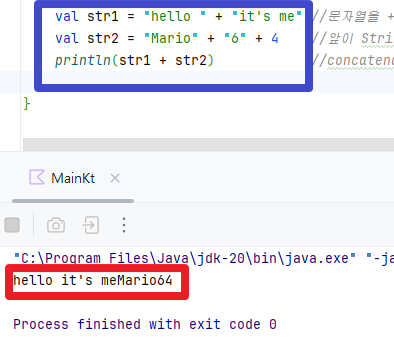 val str1 = "hello " + "it's me" //문자열을 +
val str2 = "Mario" + "6" + 4 //앞이 Stri
println(str1 + str2) //concatena
}
MainKt
"C:\Program Files\Java\jdk-20\bin\java.exe" "-ja
hello it's meMario64
Process finished with exit code 0